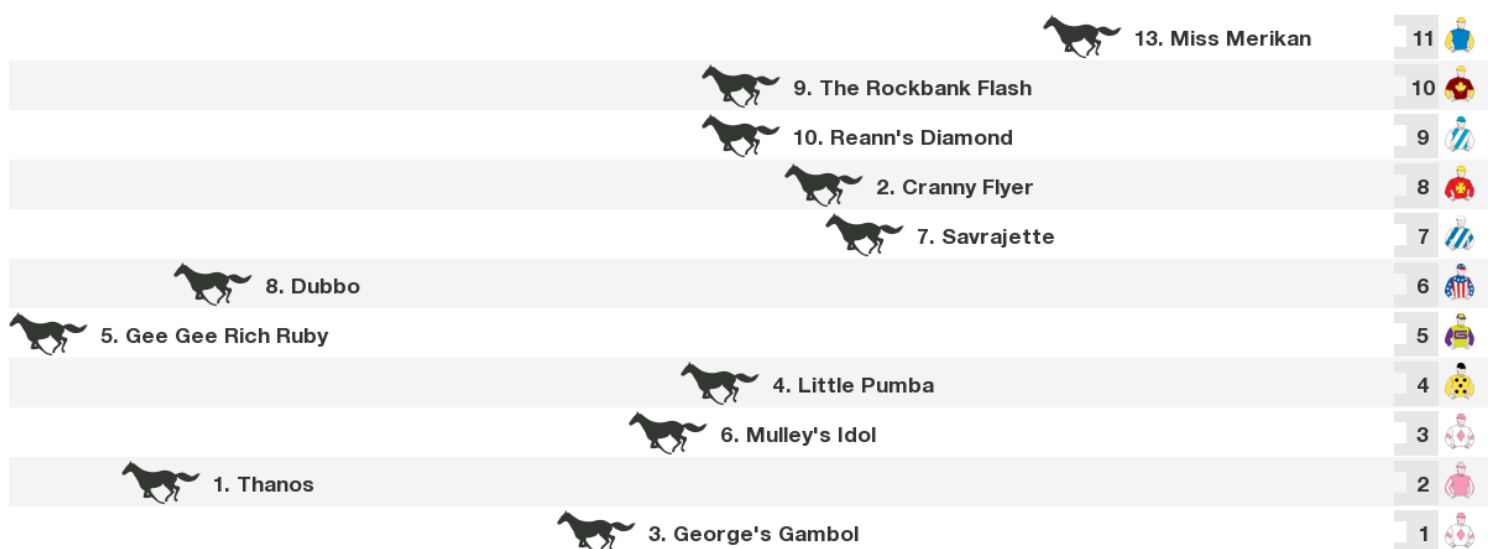 13. Miss Merikan 11
9. The Rockbank Flash 10
10. Reann's Diamond 9
2. Cranny Flyer 8
7. Savrajette 7
8. Dubbo 6
5. Gee Gee Rich Ruby 5
4. Little Pumba 4
6. Mulley's Idol 3
1. Thanos 2
3. George's Gambol 1